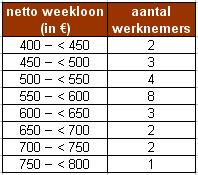 netto weekloon (in €) aantal werknemers
400 – < 450 2
450 – < 500 3
500 – < 550 4
550 – < 600 8
600 – < 650 3
650 – < 700 2
700 – < 750 2
750 – < 800 1